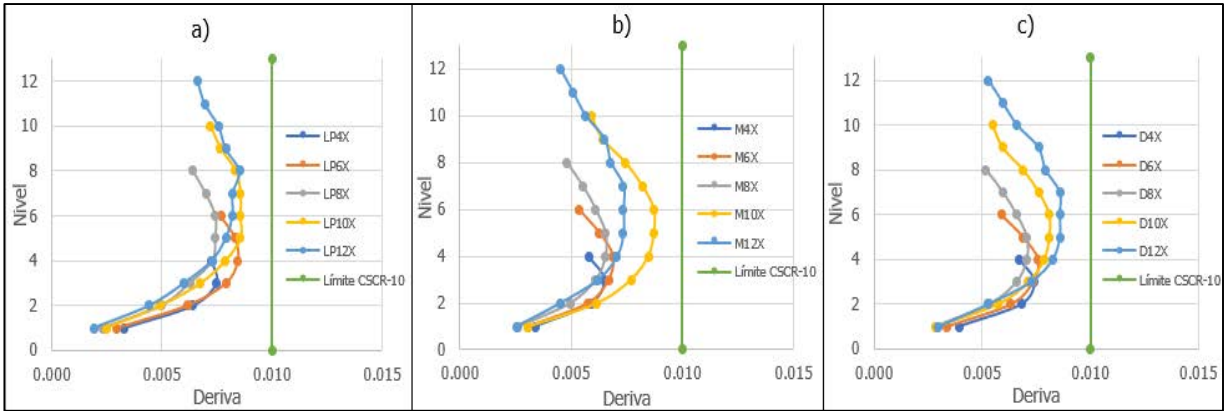 a)
12
10
8
6
4
2
0
Nivel
0.000
0.005
0.010
0.015
Deriva
LP4X
LP6X
LP8X
LP10X
LP12X
Límite CSCR-10
b)
12
10
8
6
4
2
0
Nivel
0.000
0.005
0.010
0.015
Deriva
M4X
M6X
M8X
M10X
M12X
Límite CSCR-10
c)
12
10
8
6
4
2
0
Nivel
0.000
0.005
0.010
0.015
Deriva
D4X
D6X
D8X
D10X
D12X
Límite CSCR-10